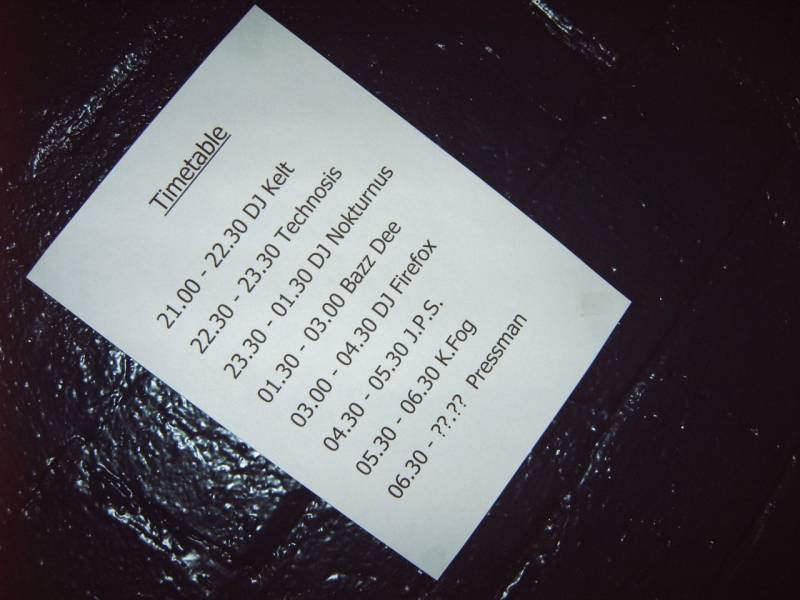 Timetable
21.00 - 22.30 DJ Kelt
22.30 - 23.30 Technosis
23.30 - 01.30 DJ Nokturnus
01.30 - 03.00 Bazz Dee
03.00 - 04.30 DJ Firefox
04.30 - 05.30 J.P.S.
05.30 - 06.30 K.Fog
06.30 - ??.?? Pressman